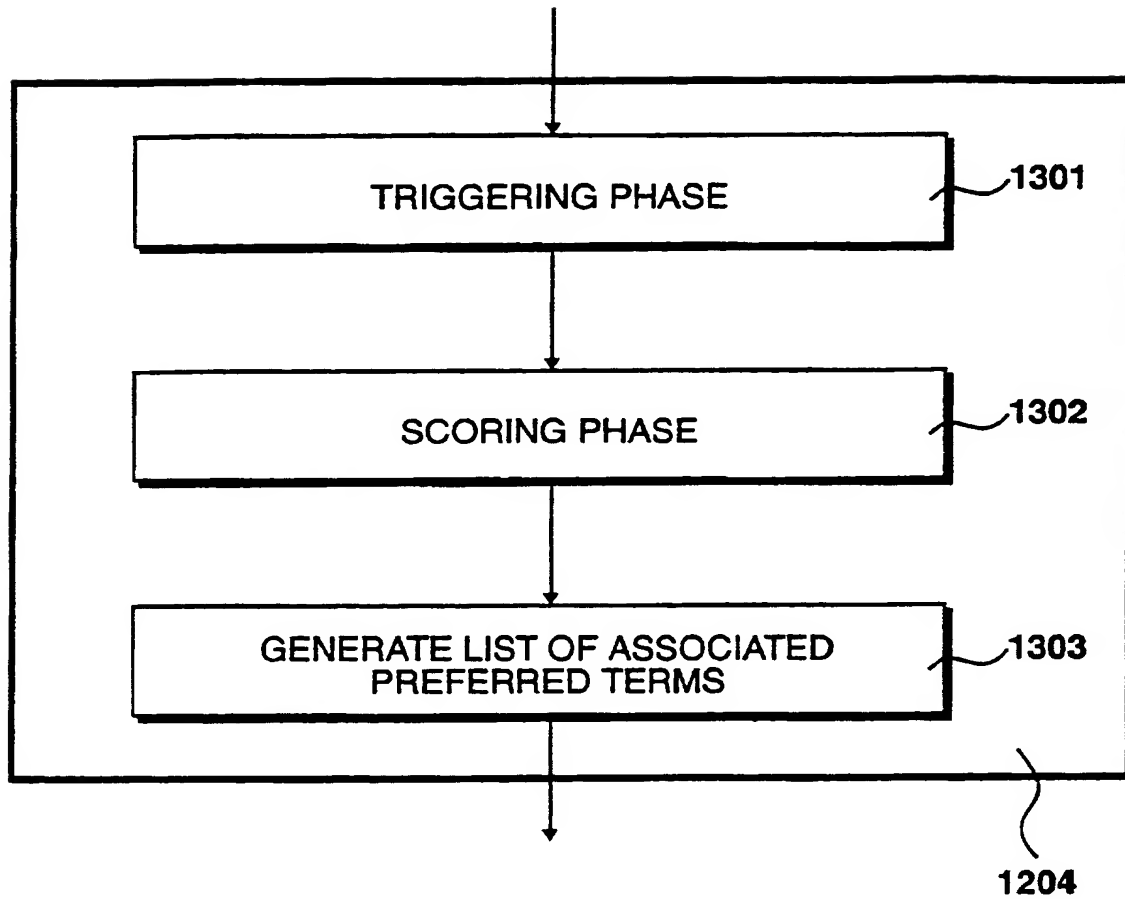 TRIGGERING PHASE
1301
SCORING PHASE
1302
GENERATE LIST OF ASSOCIATED
PREFERRED TERMS
1303
1204